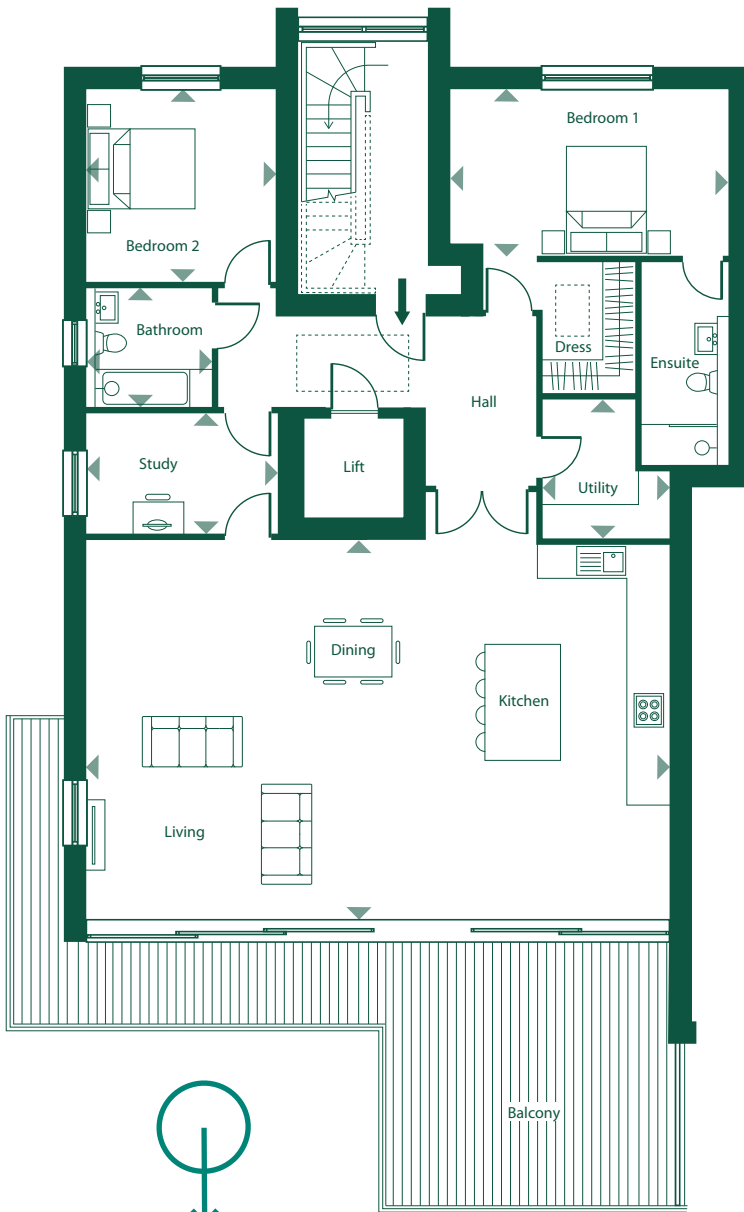 Bedroom 1
Bedroom 2
Bathroom
Dress
Ensuite
Hall
Study
Lift
Utility
Dining
Kitchen
Living
Balcony